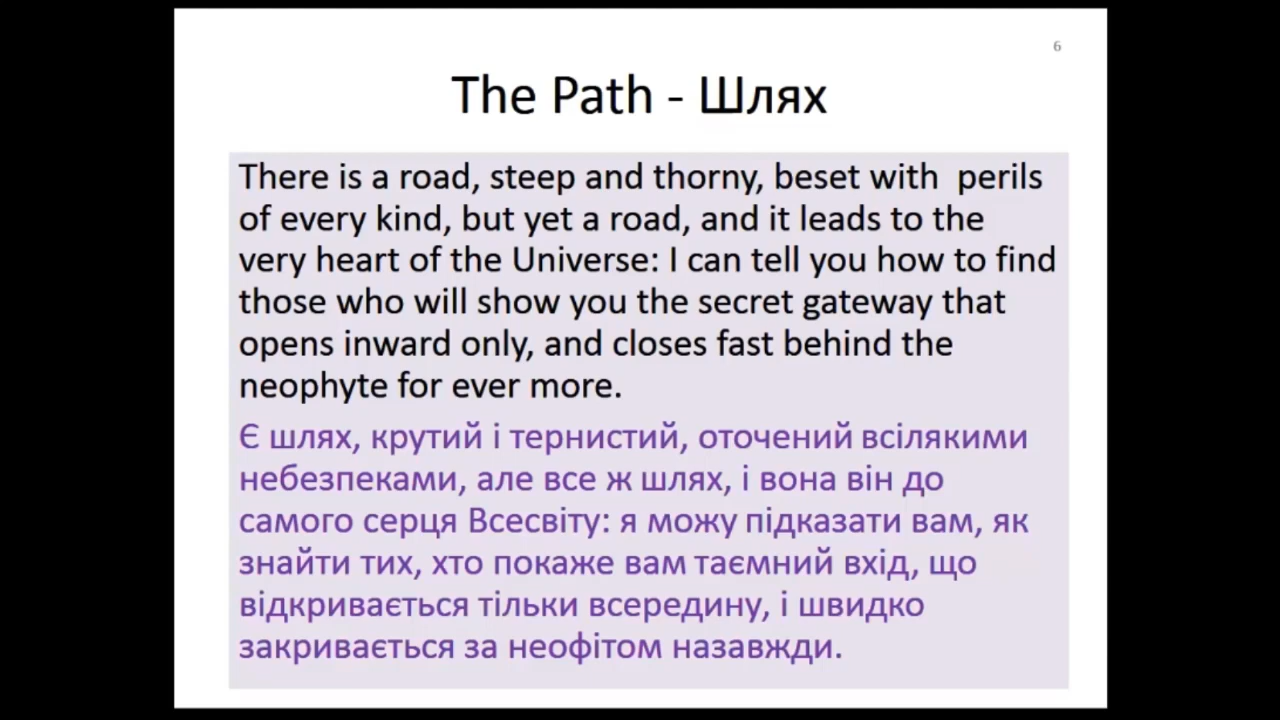 6
The Path - Шлях
There is a road, steep and thorny, beset with  perils
of every kind, but yet a road, and it leads to the
very heart of the Universe: I can tell you how to find
those who will show you the secret gateway that
opens inward only, and closes fast behind the
neophyte for ever more.
Є шлях, крутий і тернистий, оточений всілякими
небезпеками, але все ж шлях, і вона він до
самого серця Всесвіту: я можу підказати вам, як
знайти тих, хто покаже вам таємний вхід, що
відкривається тільки всередину, і швидко
закривається за неофітом назавжди.